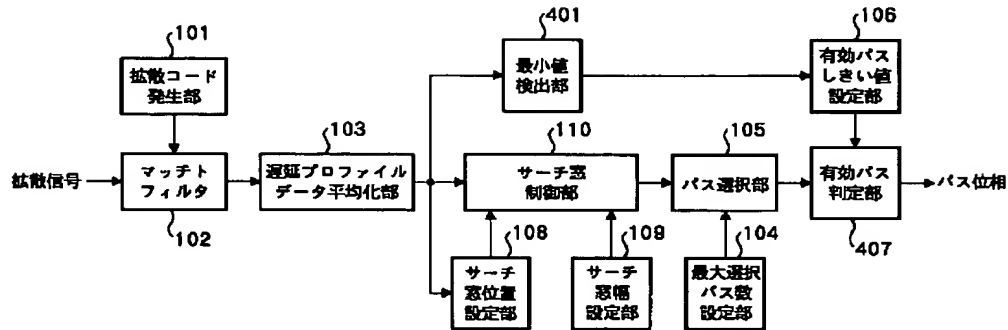 101
拡散コード
発生部
401
最小値
検出部
106
有効パス
しきい値
設定部
拡散信号
マッチト
フィルタ
102
103
遅延プロファイル
データ平均化部
110
サーチ窓
制御部
105
パス選択部
有効パス
判定部
407
パス位相
108
サーチ
窓位置
設定部
109
サーチ
窓幅
設定部
104
最大選択
パス数
設定部